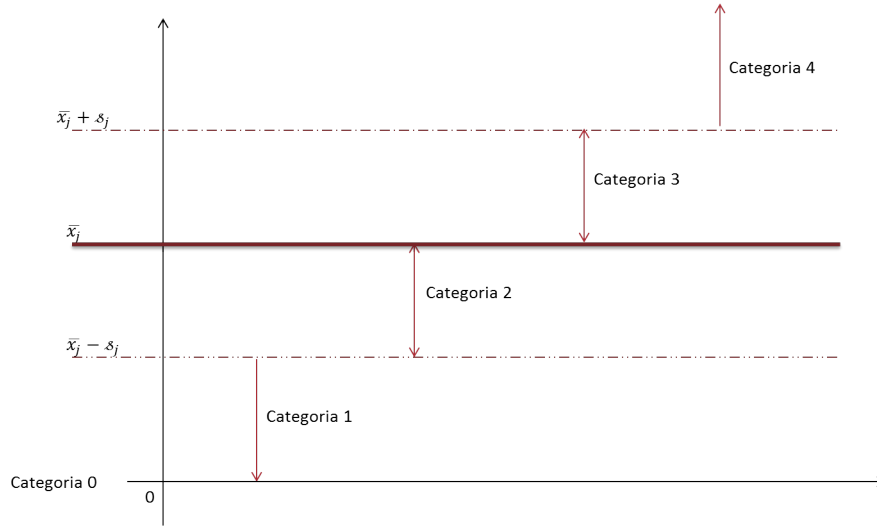 Categoria 4
x̄ⱼ + 𝓈ⱼ
Categoria 3
x̄ⱼ
Categoria 2
x̄ⱼ − 𝓈ⱼ
Categoria 1
Categoria 0
0